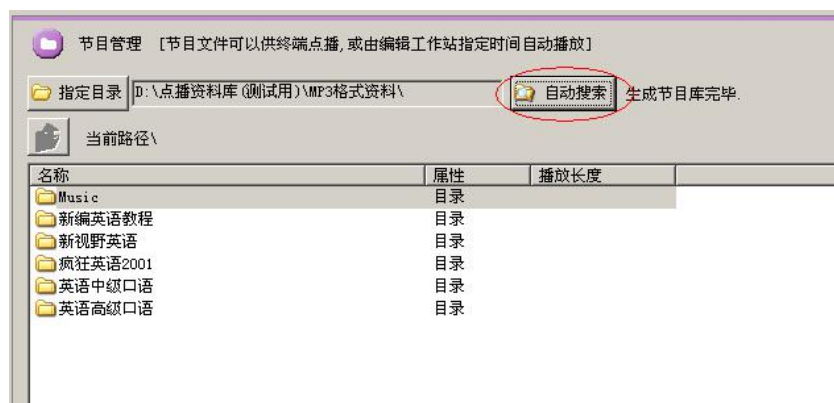 节目管理 [节目文件可以供终端点播,或由编辑工作站指定时间自动播放]
指定目录 D:\点播资料库(测试用)\MP3格式资料\ 自动搜索 生成节目库完毕.
当前路径\
名称 属性 播放长度
Music 目录
新编英语教程 目录
新视野英语 目录
疯狂英语2001 目录
英语中级口语 目录
英语高级口语 目录